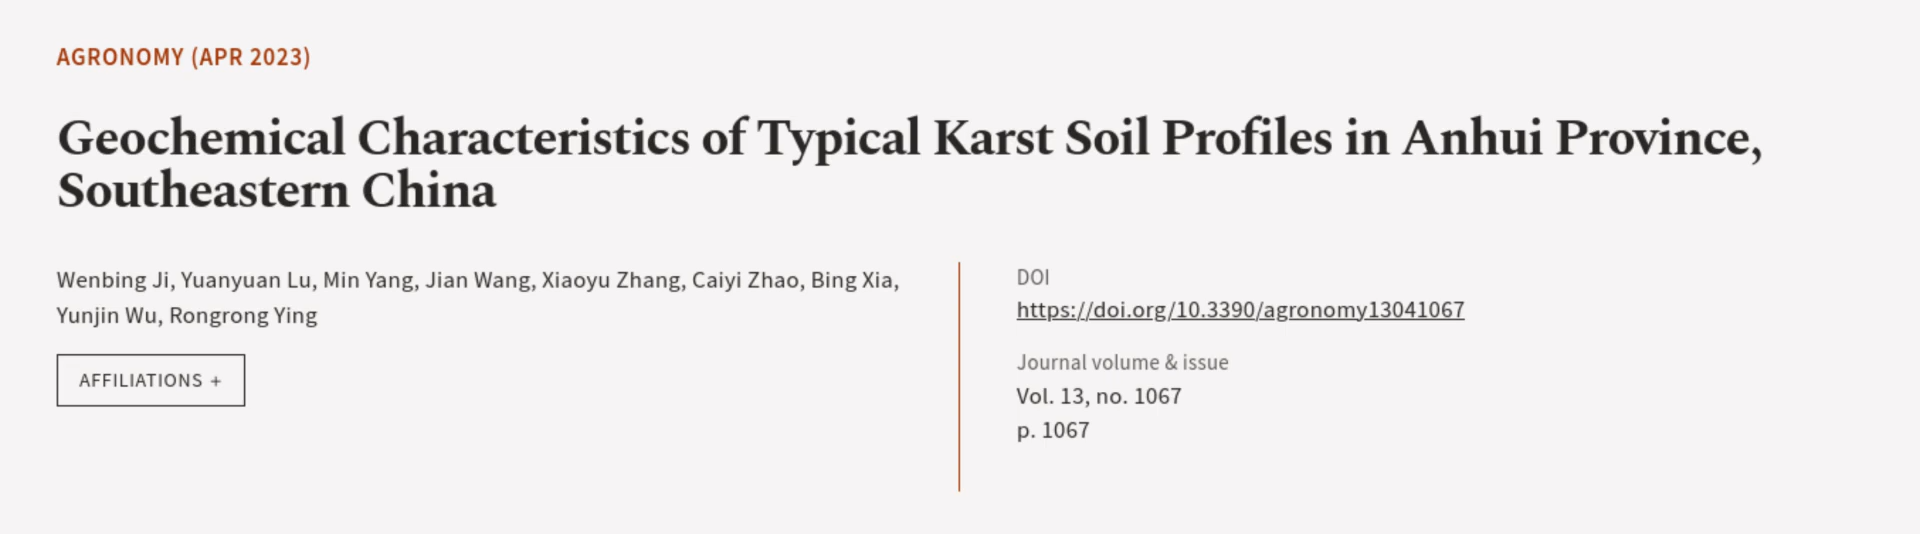 AGRONOMY (APR 2023)
Geochemical Characteristics of Typical Karst Soil Profiles in Anhui Province,
Southeastern China
Wenbing Ji, Yuanyuan Lu, Min Yang, Jian Wang, Xiaoyu Zhang, Caiyi Zhao, Bing Xia,
Yunjin Wu, Rongrong Ying
AFFILIATIONS +
DOI
https://doi.org/10.3390/agronomy13041067
Journal volume & issue
Vol. 13, no. 1067
p. 1067